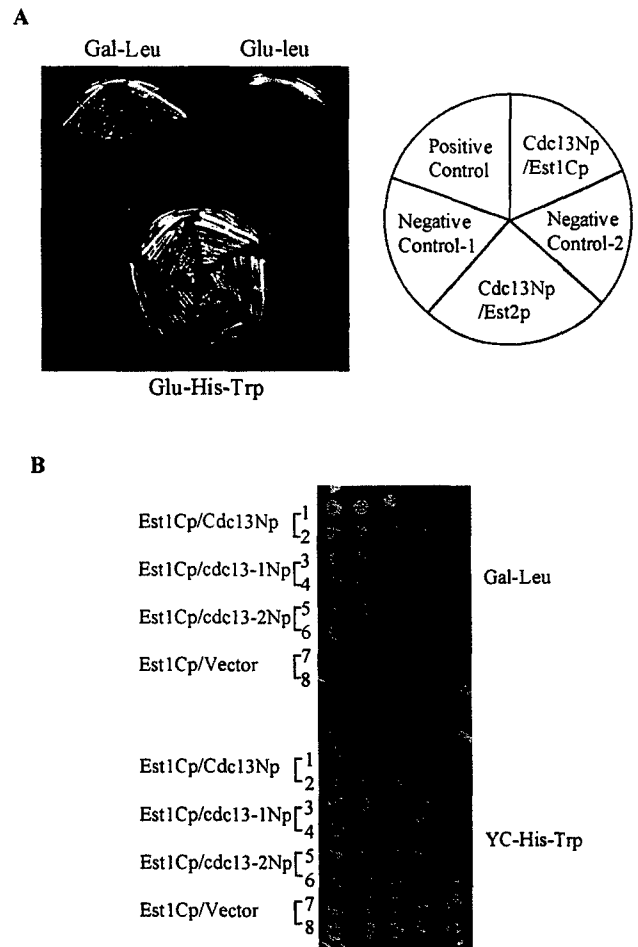 A
Gal-Leu
Glu-leu
Positive
Control
Cdc13Np
/Est1Cp
Negative
Control-1
Negative
Control-2
Cdc13Np
/Est2p
Glu-His-Trp
B
Est1Cp/Cdc13Np
1
2
Est1Cp/cdc13-1Np
3
4
Est1Cp/cdc13-2Np
5
6
Est1Cp/Vector
7
8
Gal-Leu
Est1Cp/Cdc13Np
1
2
Est1Cp/cdc13-1Np
3
4
Est1Cp/cdc13-2Np
5
6
Est1Cp/Vector
7
8
YC-His-Trp